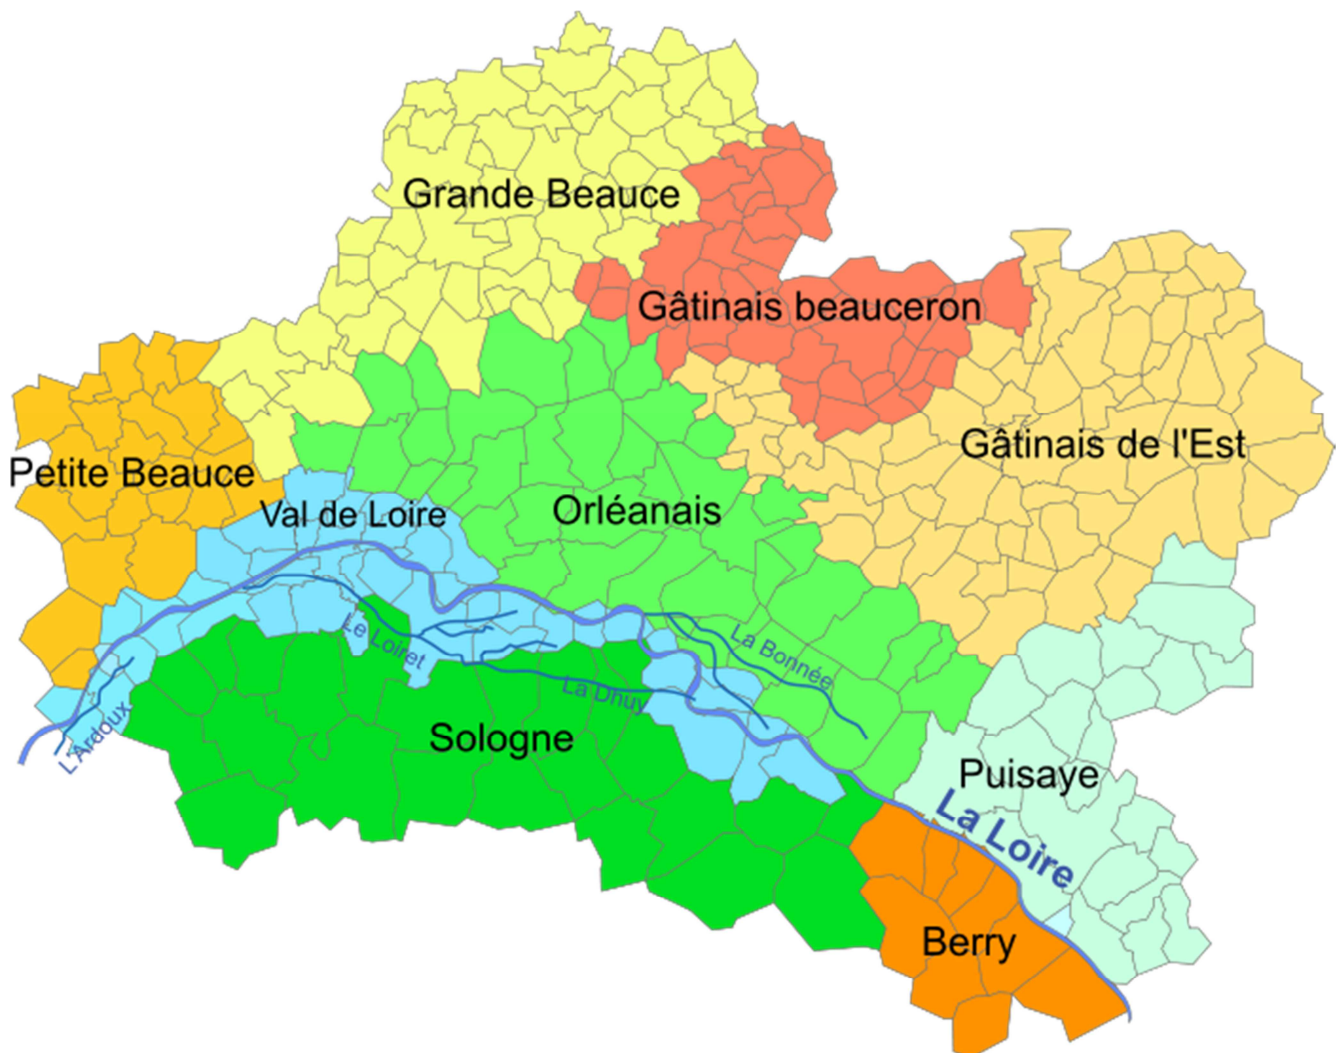 Grande Beauce
Gâtinais beauceron
Gâtinais de l'Est
Petite Beauce
Val de Loire
Orléanais
Le Loiret
La Bonnée
La Dhuy
L'Ardoux
Sologne
Puisaye
La Loire
Berry